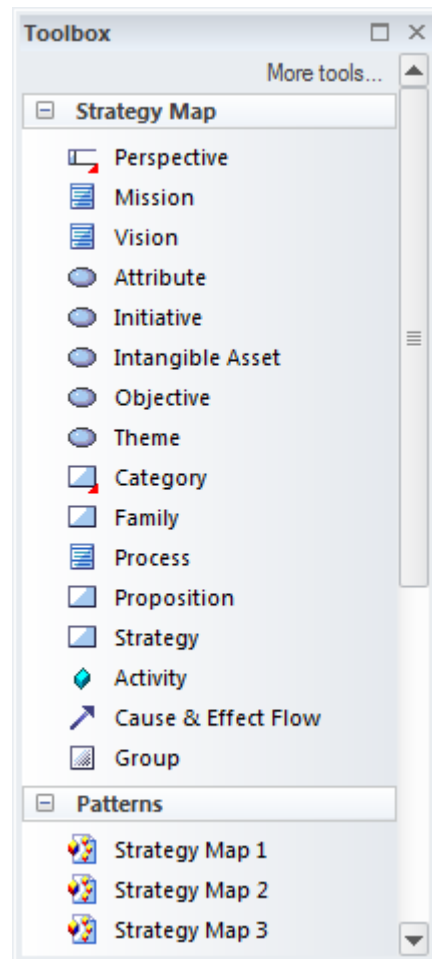 Toolbox
More tools...
Strategy Map
Perspective
Mission
Vision
Attribute
Initiative
Intangible Asset
Objective
Theme
Category
Family
Process
Proposition
Strategy
Activity
Cause & Effect Flow
Group
Patterns
Strategy Map 1
Strategy Map 2
Strategy Map 3